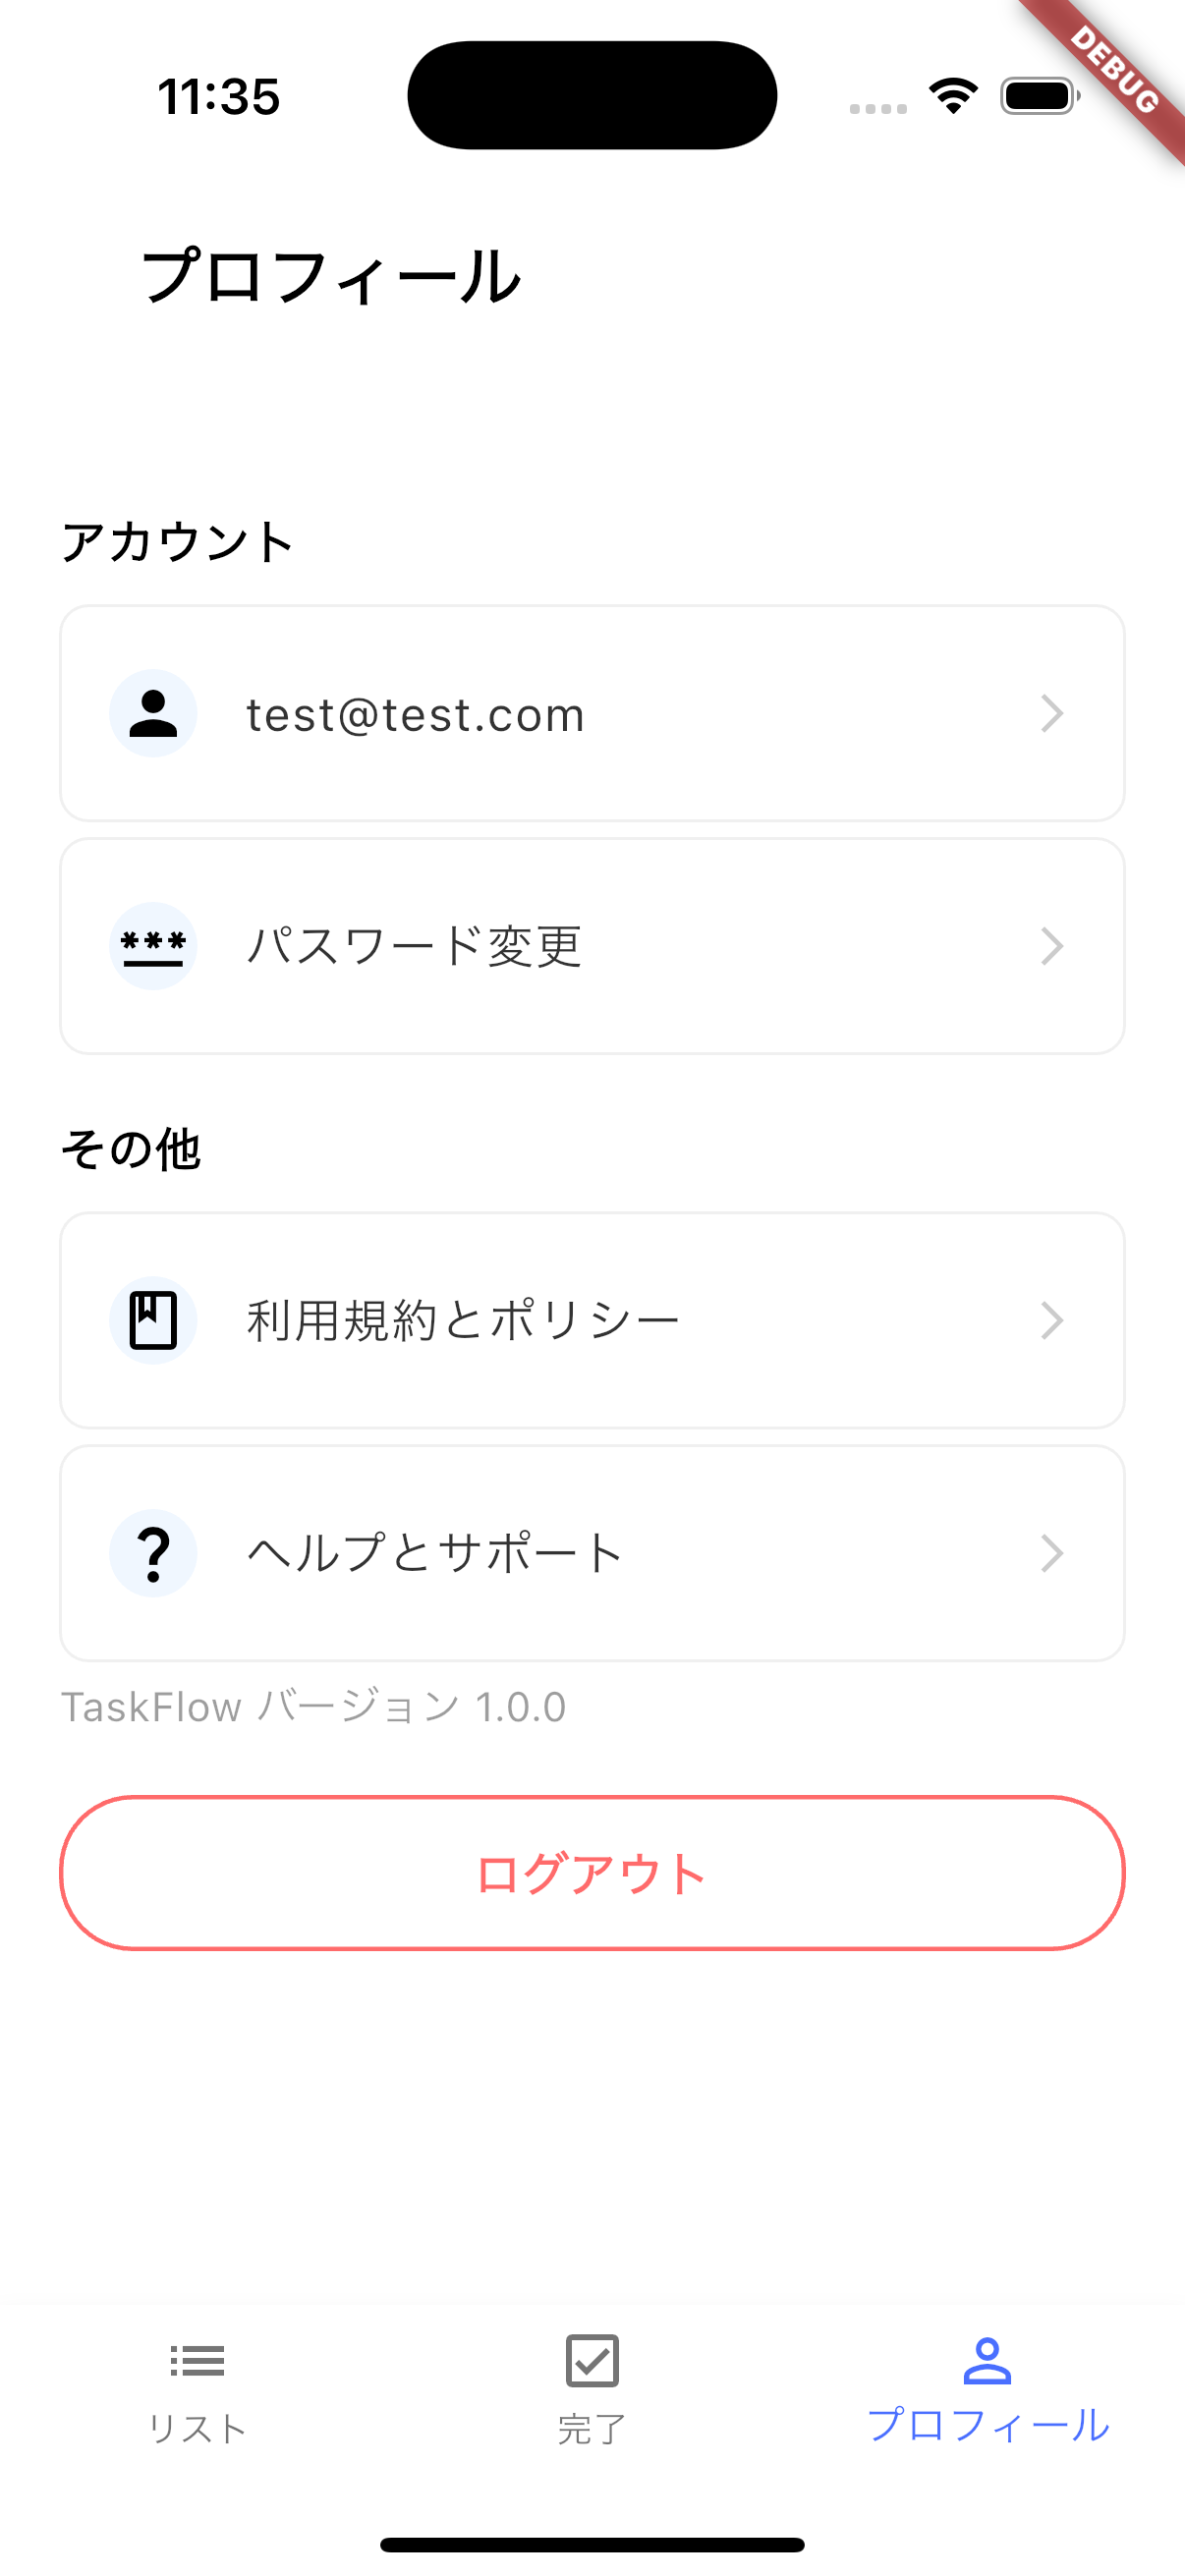 11:35
DEBUG
プロフィール
アカウント
test@test.com
パスワード変更
その他
利用規約とポリシー
ヘルプとサポート
TaskFlow バージョン 1.0.0
ログアウト
リスト
完了
プロフィール